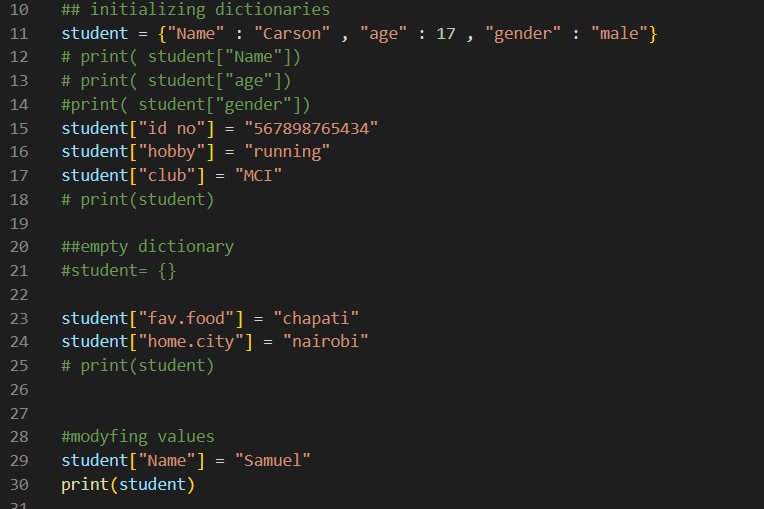 10 ## initializing dictionaries
11 student = {"Name" : "Carson" , "age" : 17 , "gender" : "male"}
12 # print( student["Name"])
13 # print( student["age"])
14 #print( student["gender"])
15 student["id no"] = "567898765434"
16 student["hobby"] = "running"
17 student["club"] = "MCI"
18 # print(student)
19
20 ##empty dictionary
21 #student= {}
22
23 student["fav.food"] = "chapati"
24 student["home.city"] = "nairobi"
25 # print(student)
26
27
28 #modyfing values
29 student["Name"] = "Samuel"
30 print(student)
31